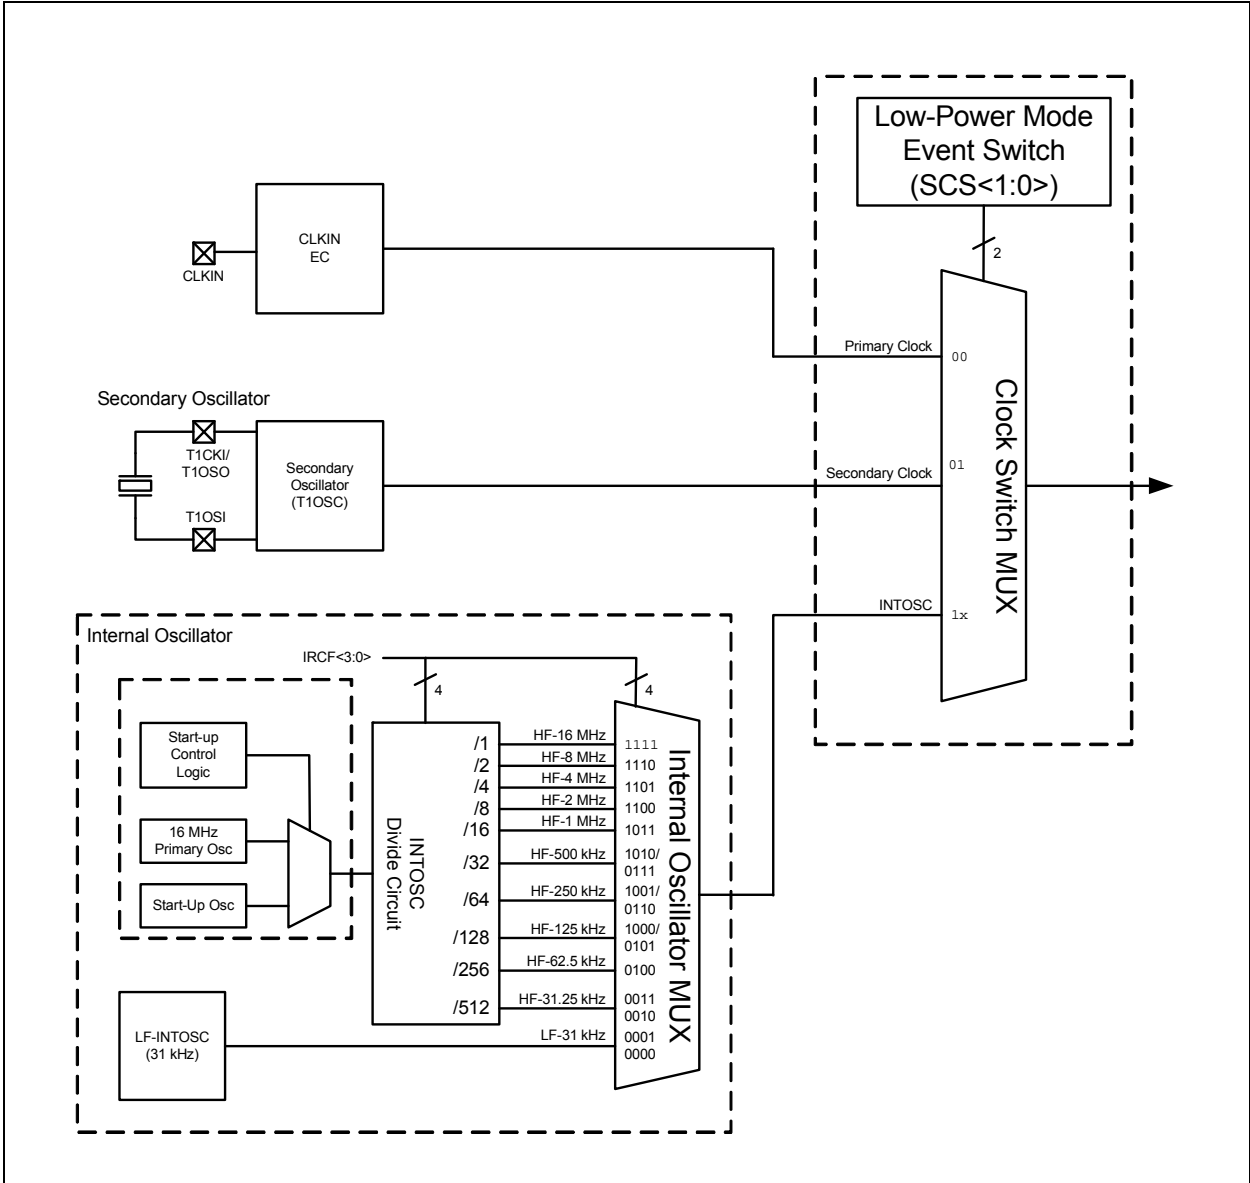 Low-Power Mode
Event Switch
(SCS<1:0>)
2
CLKIN
EC
CLKIN
Primary Clock
00
Secondary Oscillator
T1CKI/
T1OSO
Secondary
Oscillator
(T1OSC)
T1OSI
Secondary Clock
01
Clock Switch MUX
INTOSC
1x
Internal Oscillator
IRCF<3:0>
4
4
Start-up
Control
Logic
16 MHz
Primary Osc
Start-Up Osc
INTOSC
Divide Circuit
/1
HF-16 MHz
1111
/2
HF-8 MHz
1110
/4
HF-4 MHz
1101
/8
HF-2 MHz
1100
/16
HF-1 MHz
1011
/32
HF-500 kHz
1010/
0111
/64
HF-250 kHz
1001/
0110
/128
HF-125 kHz
1000/
0101
/256
HF-62.5 kHz
0100
/512
HF-31.25 kHz
0011
0010
LF-31 kHz
0001
0000
Internal Oscillator MUX
LF-INTOSC
(31 kHz)